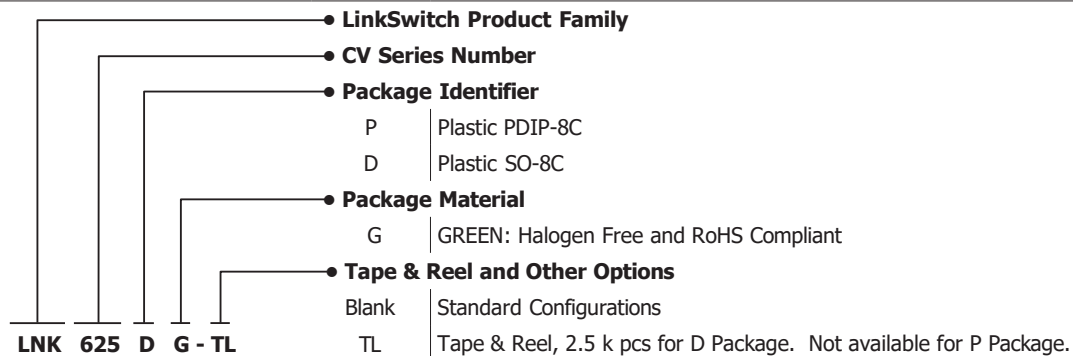 LinkSwitch Product Family
CV Series Number
Package Identifier
P Plastic PDIP-8C
D Plastic SO-8C
Package Material
G GREEN: Halogen Free and RoHS Compliant
Tape & Reel and Other Options
Blank Standard Configurations
TL Tape & Reel, 2.5 k pcs for D Package. Not available for P Package.
LNK 625 D G - TL